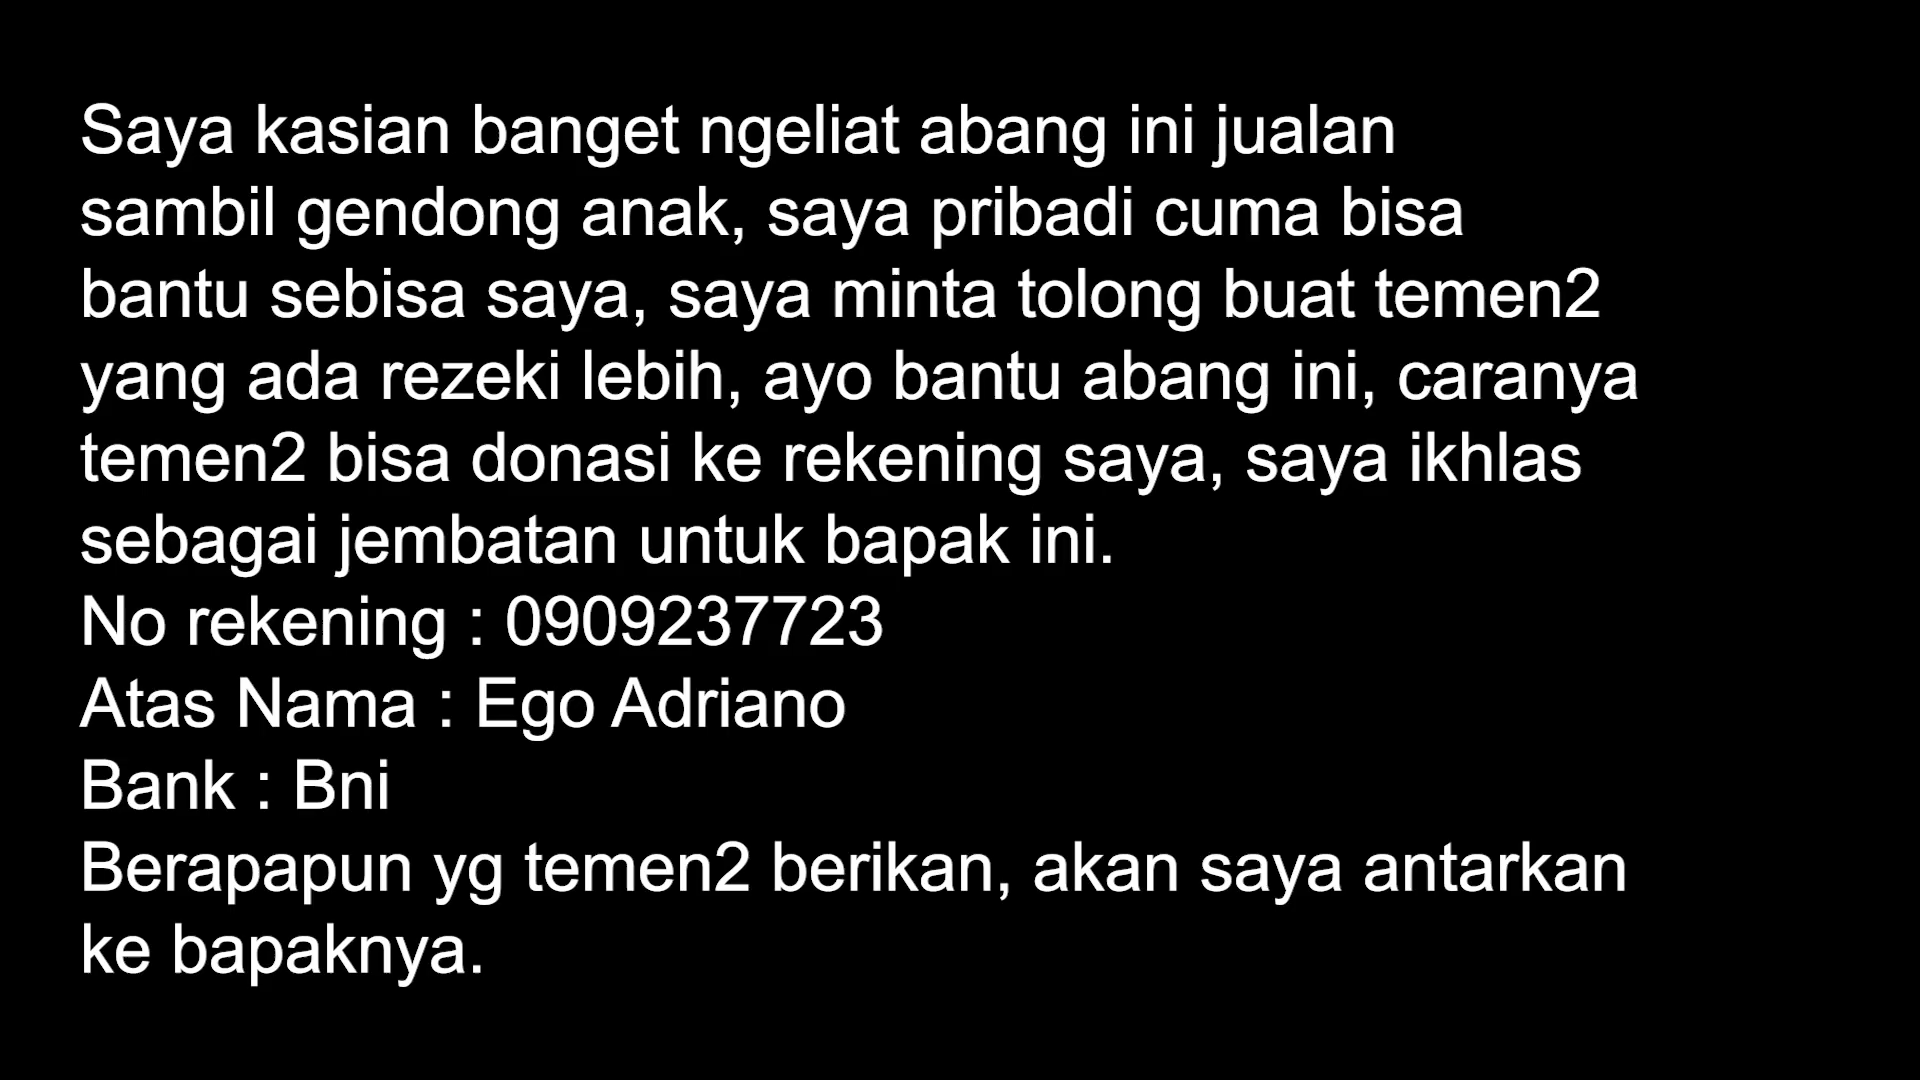 Saya kasian banget ngeliat abang ini jualan
sambil gendong anak, saya pribadi cuma bisa
bantu sebisa saya, saya minta tolong buat temen2
yang ada rezeki lebih, ayo bantu abang ini, caranya
temen2 bisa donasi ke rekening saya, saya ikhlas
sebagai jembatan untuk bapak ini.
No rekening : 0909237723
Atas Nama : Ego Adriano
Bank : Bni
Berapapun yg temen2 berikan, akan saya antarkan
ke bapaknya.